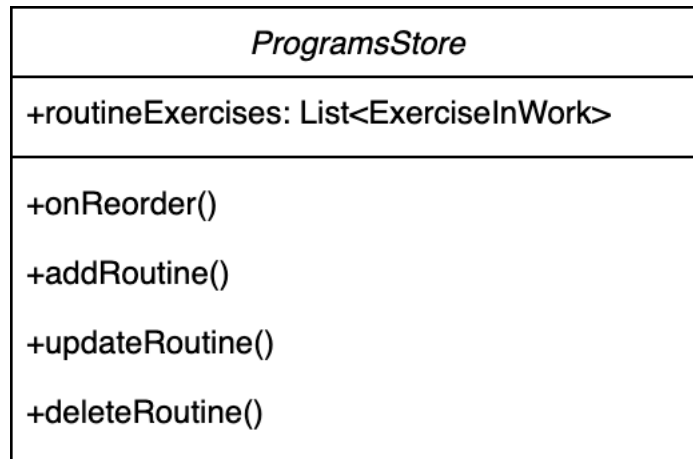 ProgramsStore
+routineExercises: List<ExerciseInWork>
+onReorder()
+addRoutine()
+updateRoutine()
+deleteRoutine()